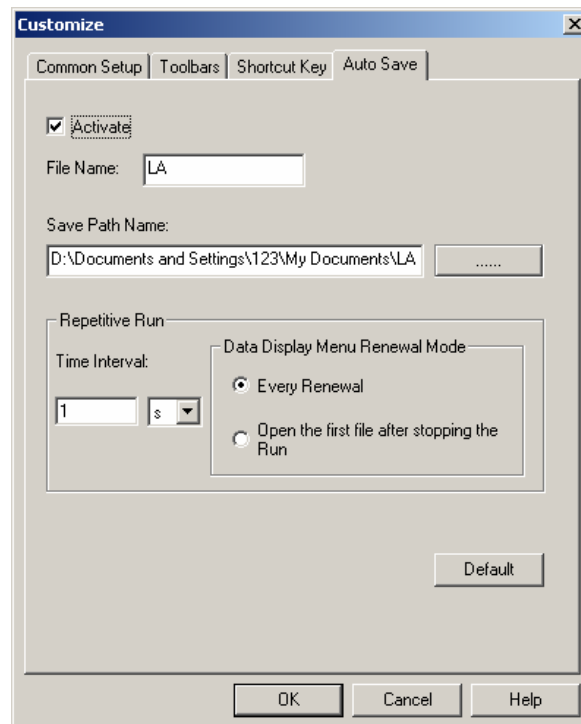 Customize
Common Setup Toolbars Shortcut Key Auto Save
Activate
File Name: LA
Save Path Name:
D:\Documents and Settings\123\My Documents\LA ......
Repetitive Run
Data Display Menu Renewal Mode
Time Interval:
Every Renewal
1 s
Open the first file after stopping the
Run
Default
OK Cancel Help